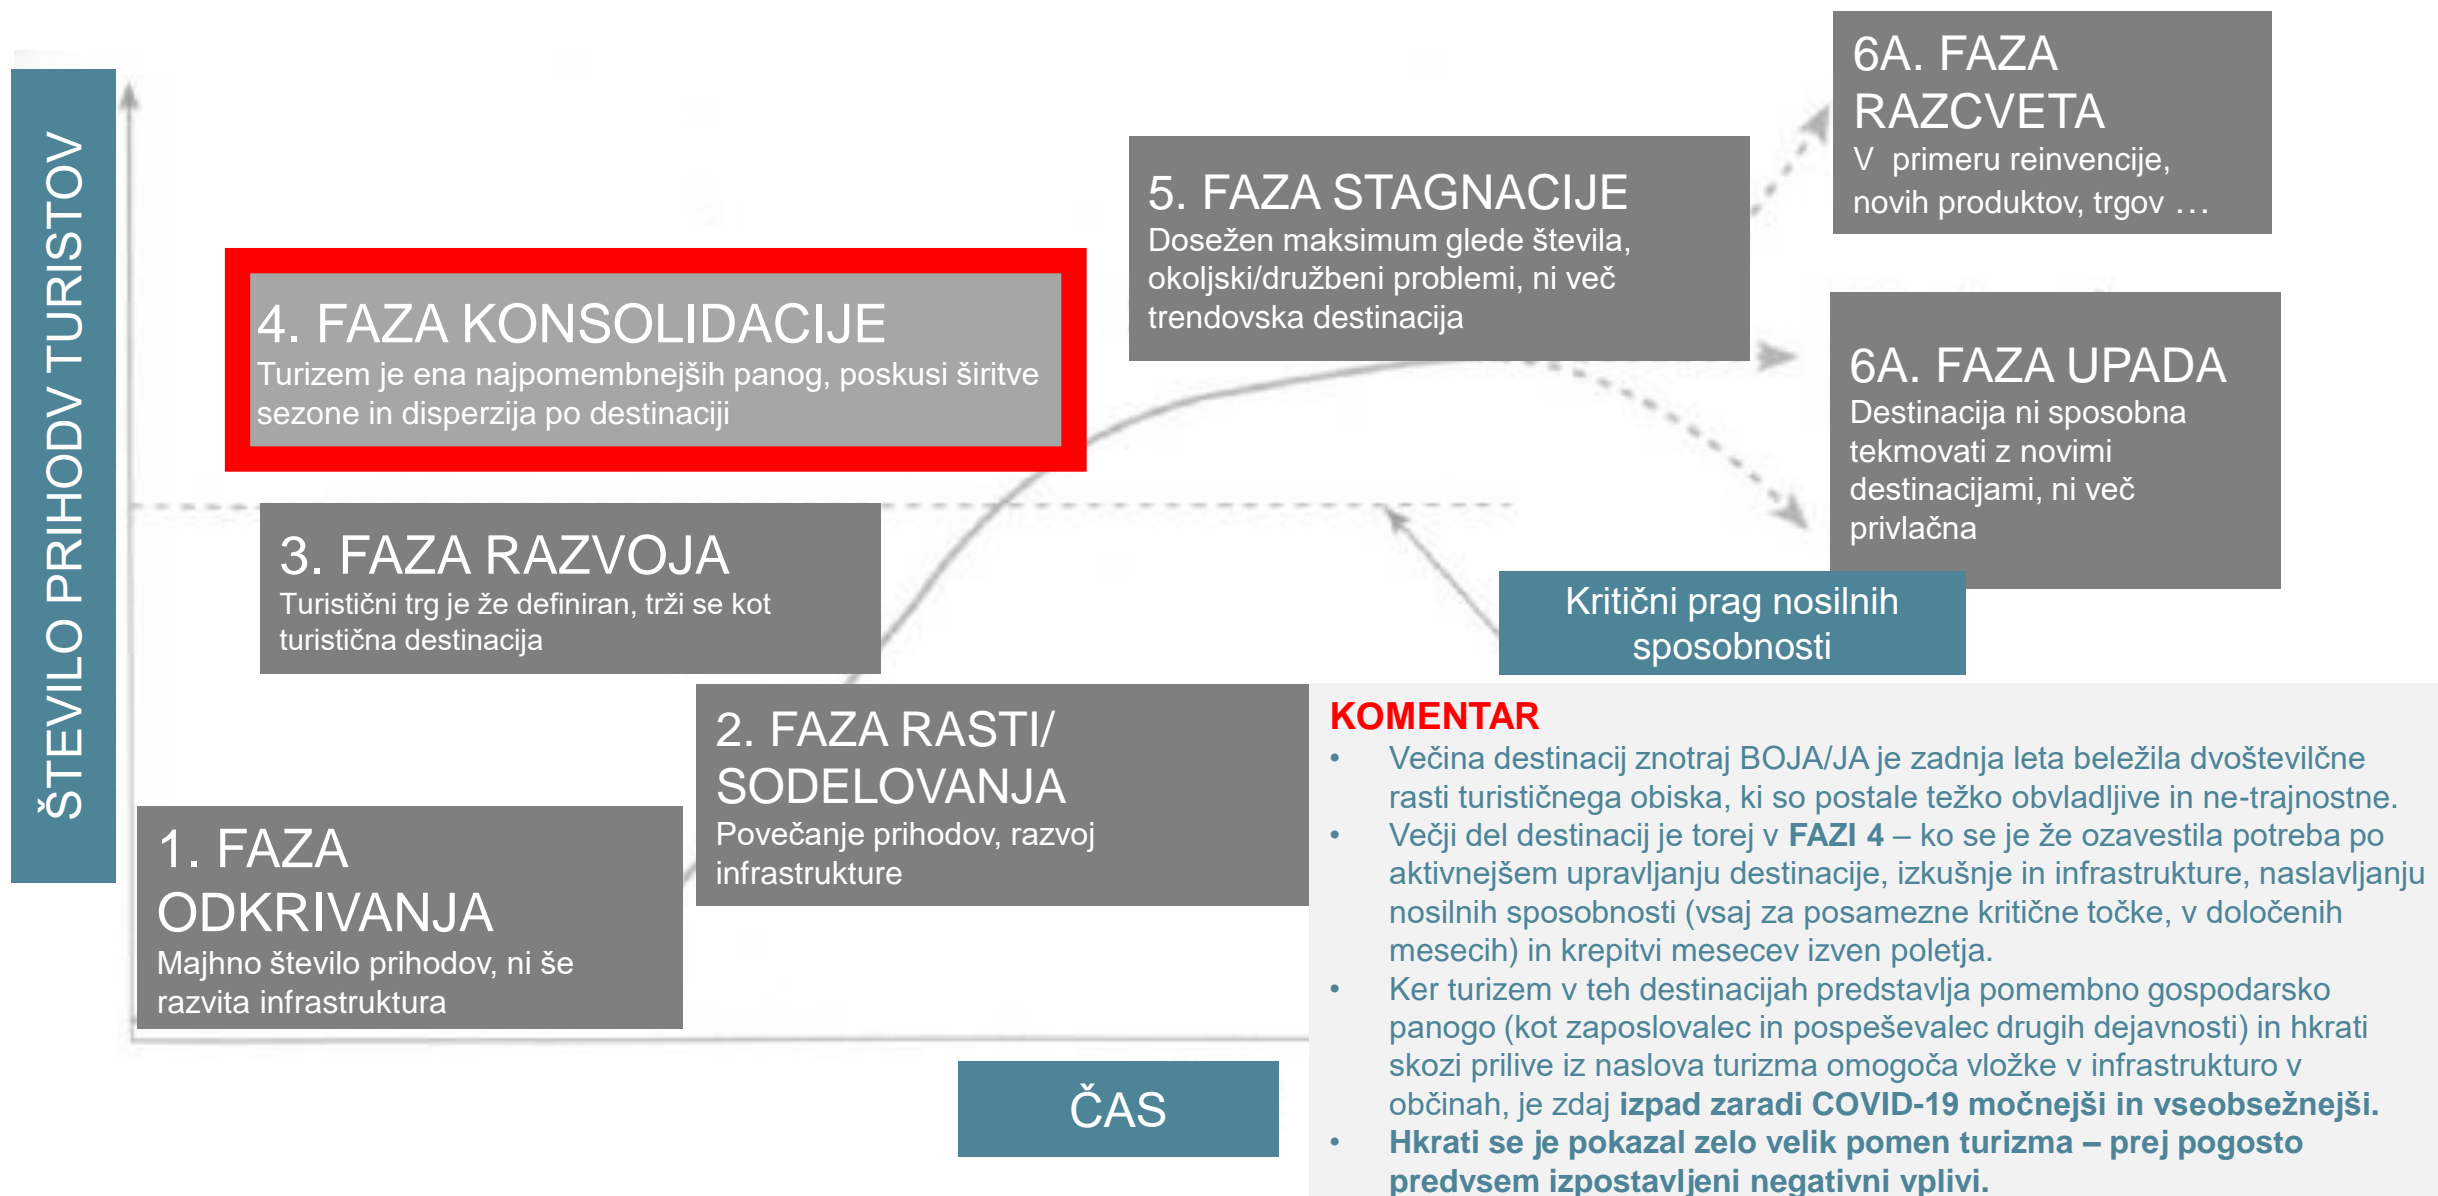 ŠTEVILO PRIHODV TURISTOV
6A. FAZA
RAZCVETA
V primeru reinvencije,
novih produktov, trgov …
5. FAZA STAGNACIJE
Dosežen maksimum glede števila,
okoljski/družbeni problemi, ni več
trendovska destinacija
4. FAZA KONSOLIDACIJE
Turizem je ena najpomembnejših panog, poskusi širitve
sezone in disperzija po destinaciji
6A. FAZA UPADA
Destinacija ni sposobna
tekmovati z novimi
destinacijami, ni več
privlačna
3. FAZA RAZVOJA
Turistični trg je že definiran, trži se kot
turistična destinacija
Kritični prag nosilnih
sposobnosti
2. FAZA RASTI/
SODELOVANJA
Povečanje prihodov, razvoj
infrastrukture
1. FAZA
ODKRIVANJA
Majhno število prihodov, ni še
razvita infrastruktura
ČAS
KOMENTAR
• Večina destinacij znotraj BOJA/JA je zadnja leta beležila dvoštevilčne
rasti turističnega obiska, ki so postale težko obvladljive in ne-trajnostne.
• Večji del destinacij je torej v FAZI 4 – ko se je že ozavestila potreba po
aktivnejšem upravljanju destinacije, izkušnje in infrastrukture, naslavljanju
nosilnih sposobnosti (vsaj za posamezne kritične točke, v določenih
mesecih) in krepitvi mesecev izven poletja.
• Ker turizem v teh destinacijah predstavlja pomembno gospodarsko
panogo (kot zaposlovalec in pospeševalec drugih dejavnosti) in hkrati
skozi prilive iz naslova turizma omogoča vložke v infrastrukturo v
občinah, je zdaj izpad zaradi COVID-19 močnejši in vseobsežnejši.
• Hkrati se je pokazal zelo velik pomen turizma – prej pogosto
predvsem izpostavljeni negativni vplivi.